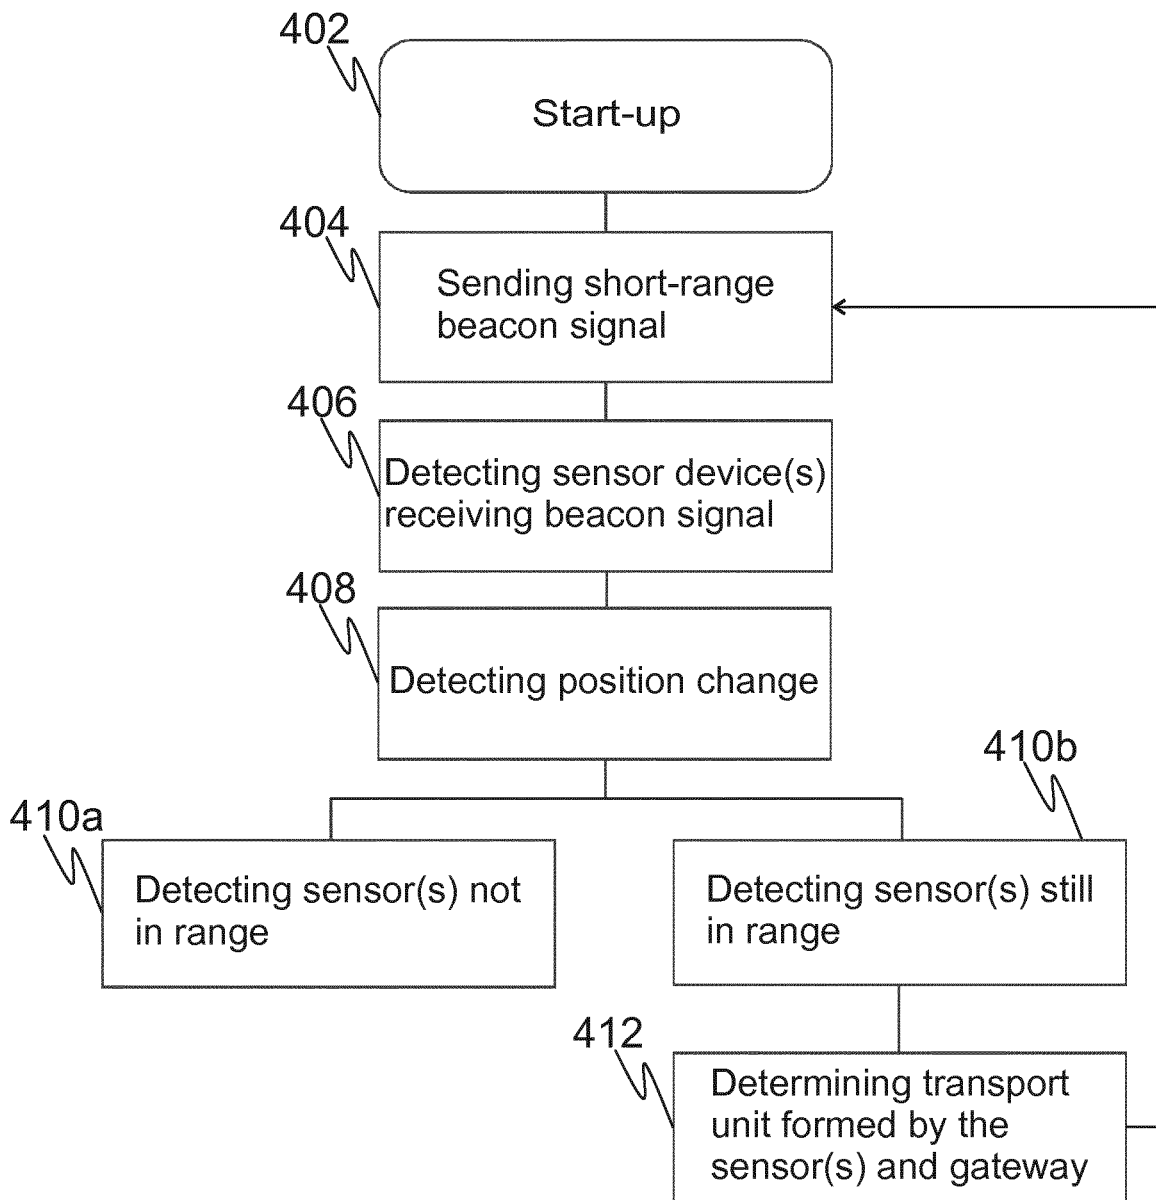 402
Start-up
404
Sending short-range
beacon signal
406
Detecting sensor device(s)
receiving beacon signal
408
Detecting position change
410a
Detecting sensor(s) not
in range
410b
Detecting sensor(s) still
in range
412
Determining transport
unit formed by the
sensor(s) and gateway